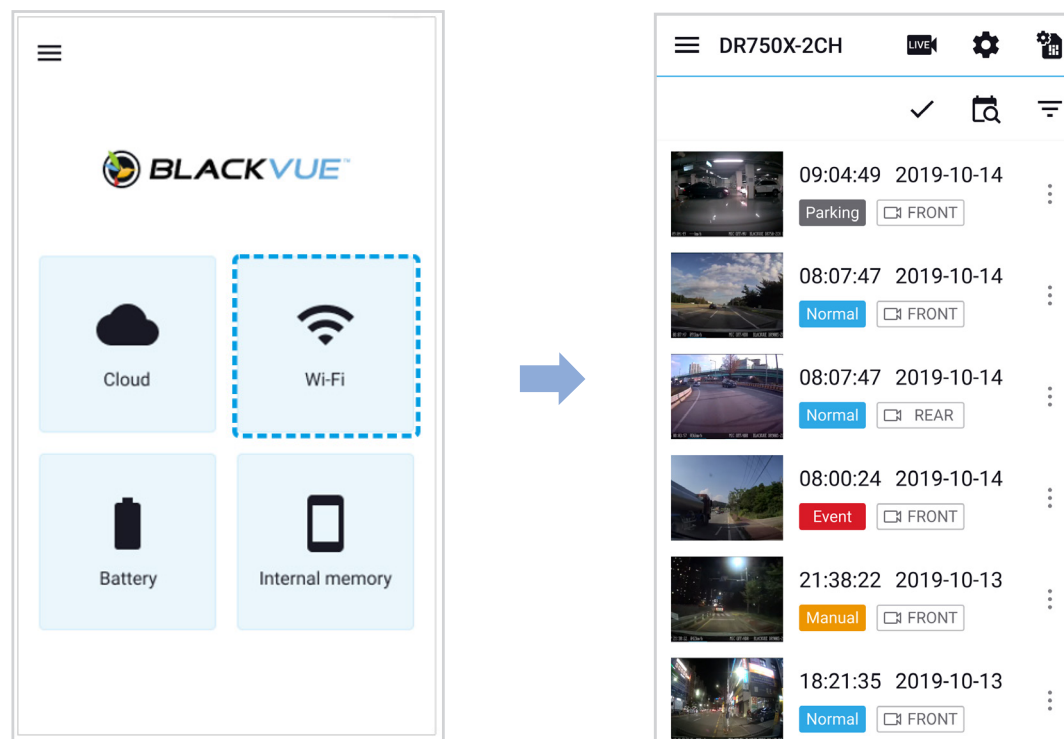 BLACKVUE™
Cloud
Wi-Fi
Battery
Internal memory
DR750X-2CH
LIVE
09:04:49 2019-10-14
Parking FRONT
08:07:47 2019-10-14
Normal FRONT
08:07:47 2019-10-14
Normal REAR
08:00:24 2019-10-14
Event FRONT
21:38:22 2019-10-13
Manual FRONT
18:21:35 2019-10-13
Normal FRONT